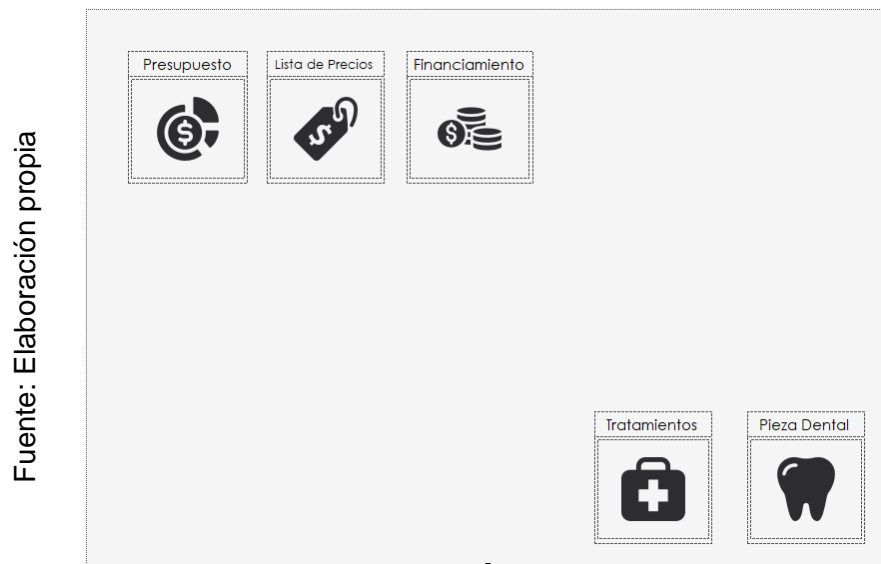 Presupuesto
Lista de Precios
Financiamiento
Fuente: Elaboración propia
Tratamientos
Pieza Dental